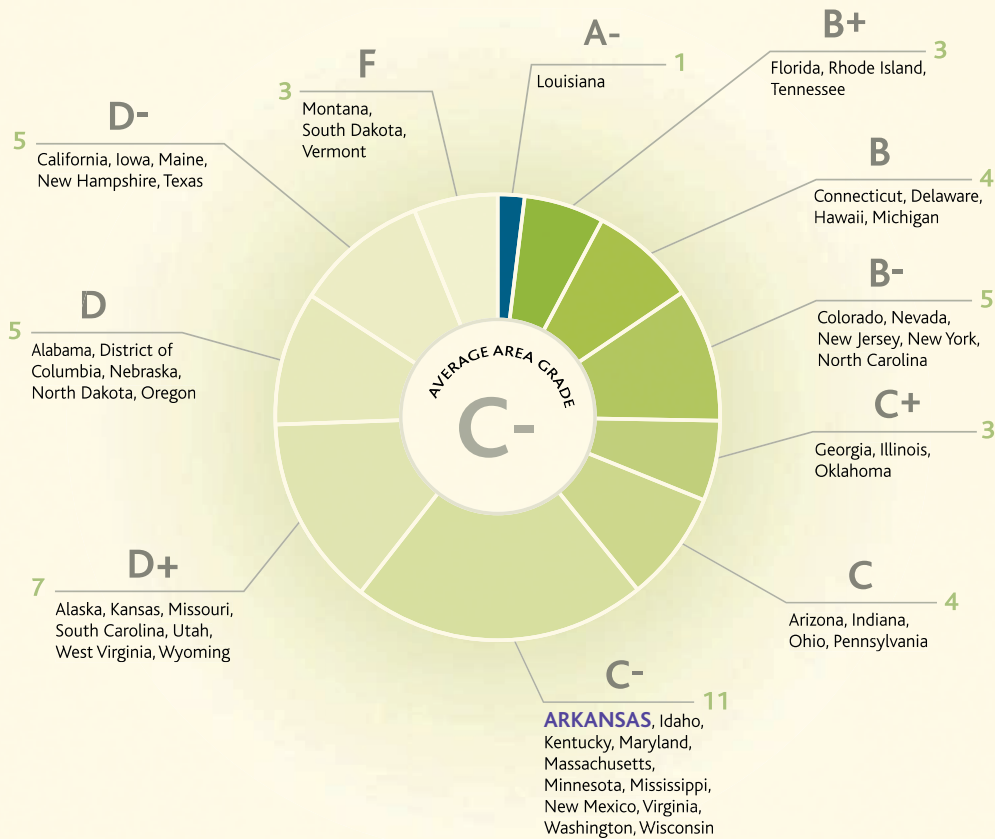 A-
1
Louisiana
B+
3
Florida, Rhode Island,
Tennessee
B
4
Connecticut, Delaware,
Hawaii, Michigan
B-
5
Colorado, Nevada,
New Jersey, New York,
North Carolina
C+
3
Georgia, Illinois,
Oklahoma
C
4
Arizona, Indiana,
Ohio, Pennsylvania
C-
11
ARKANSAS, Idaho,
Kentucky, Maryland,
Massachusetts,
Minnesota, Mississippi,
New Mexico, Virginia,
Washington, Wisconsin
D+
7
Alaska, Kansas, Missouri,
South Carolina, Utah,
West Virginia, Wyoming
D
5
Alabama, District of
Columbia, Nebraska,
North Dakota, Oregon
D-
5
California, Iowa, Maine,
New Hampshire, Texas
F
3
Montana,
South Dakota,
Vermont
AVERAGE AREA GRADE
C-